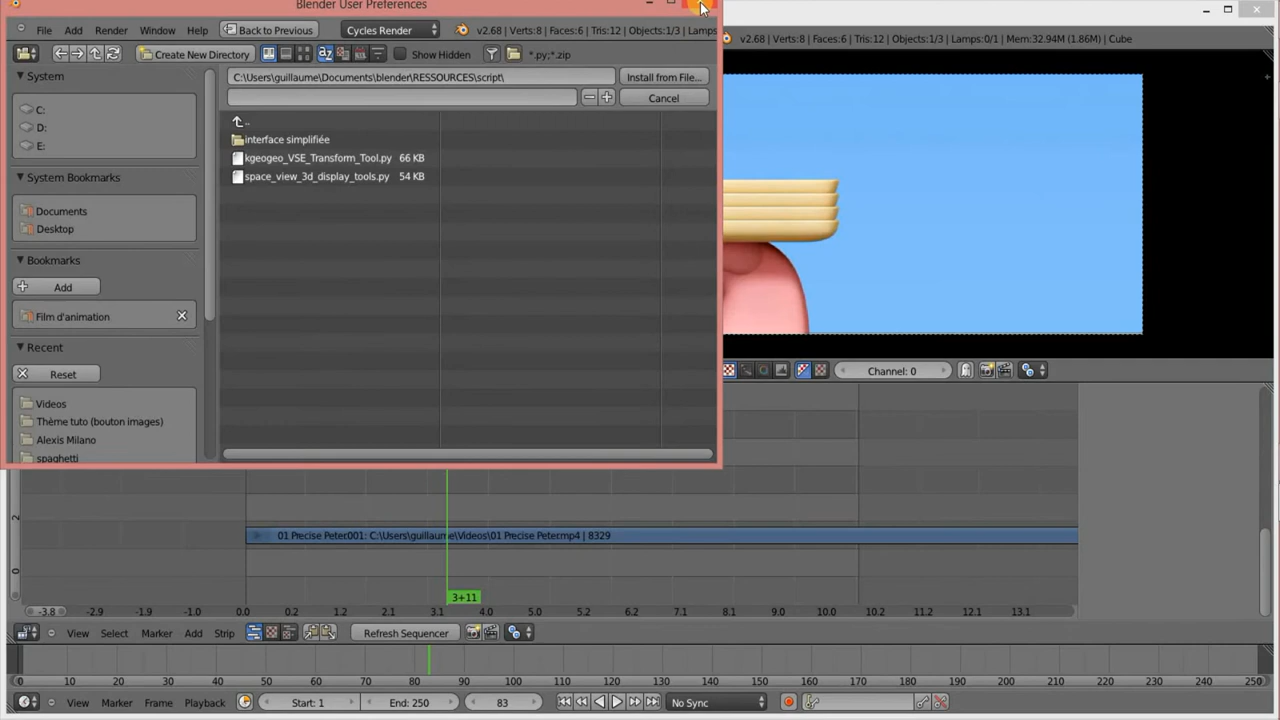 Blender User Preferences
File Add Render Window Help Back to Previous Cycles Render v2.68 | Verts:8 | Faces:6 | Tris:12 | Objects:1/3 | Lamps
v2.68 | Verts:8 | Faces:6 | Tris:12 | Objects:1/3 | Lamps:0/1 | Mem:32.94M (1.86M) | Cube
Create New Directory Show Hidden *.py;*.zip
System
C:
D:
E:
System Bookmarks
Documents
Desktop
Bookmarks
Add
Film d'animation
Recent
Reset
Videos
Thème tuto (bouton images)
Alexis Milano
spaghetti
C:\Users\guillaume\Documents\blender\RESSOURCES\script\ Install from File...
Cancel
..
interface simplifiée
kgeogeo_VSE_Transform_Tool.py 66 KB
space_view_3d_display_tools.py 54 KB
Channel: 0
2
01 Precise Peter.001: C:\Users\guillaume\Videos\01 Precise Peter.mp4 | 8329
0
3+11
-3.8 -2.9 -1.9 -1.0 0.0 0.2 1.2 2.1 3.1 4.0 5.0 5.2 6.2 7.1 8.1 9.0 10.0 10.2 11.2 12.1 13.1
View Select Marker Add Strip Refresh Sequencer
0 10 20 30 40 50 60 70 80 90 100 110 120 130 140 150 160 170 180 190 200 210 220 230 240 250
View Marker Frame Playback Start: 1 End: 250 83 No Sync